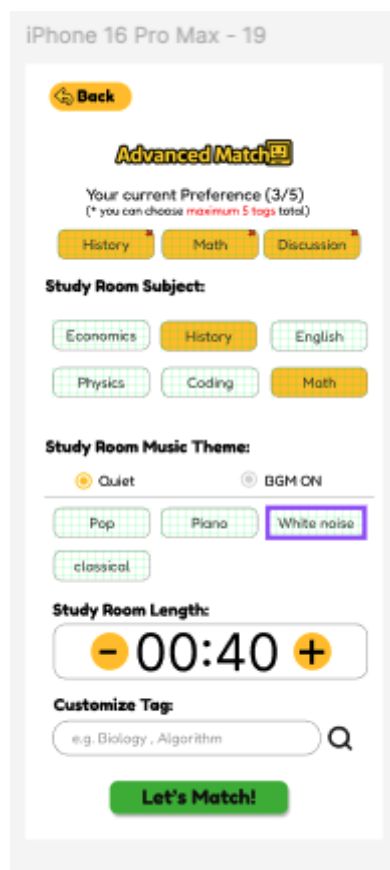 iPhone 16 Pro Max - 19
Back
Advanced Match
Your current Preference (3/5)
(* you can choose maximum 5 tags total)
History Math Discussion
Study Room Subject:
Economics History English
Physics Coding Math
Study Room Music Theme:
Quiet BGM ON
Pop Piano White noise
classical
Study Room Length:
- 00:40 +
Customize Tag:
e.g. Biology , Algorithm
Let's Match!